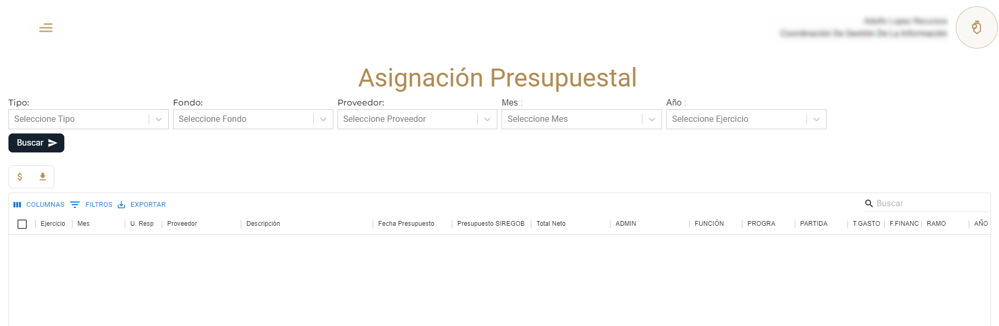 Asignación Presupuestal
Tipo: Fondo: Proveedor: Mes : Año :
Seleccione Tipo Seleccione Fondo Seleccione Proveedor Seleccione Mes Seleccione Ejercicio
Buscar
$
COLUMNAS FILTROS EXPORTAR Buscar
Ejercicio Mes U. Resp Proveedor Descripción Fecha Presupuesto Presupuesto SIREGOB Total Neto ADMIN FUNCIÓN PROGRA PARTIDA T.GASTO F.FINANC RAMO AÑO